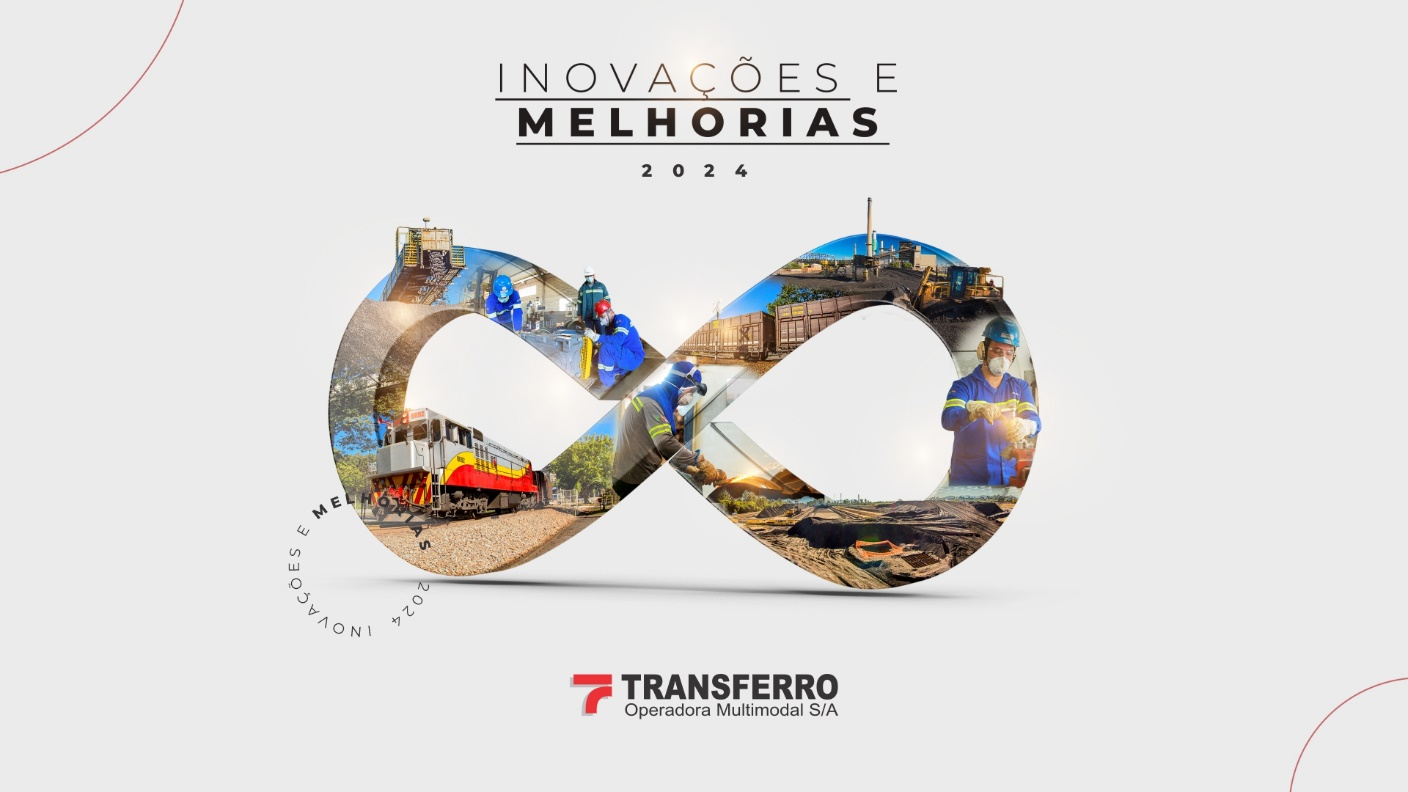 INOVAÇÕES E
MELHORIAS
2024
INOVAÇÕES E MELHORIAS 2024
TRANSFERRO
Operadora Multimodal S/A